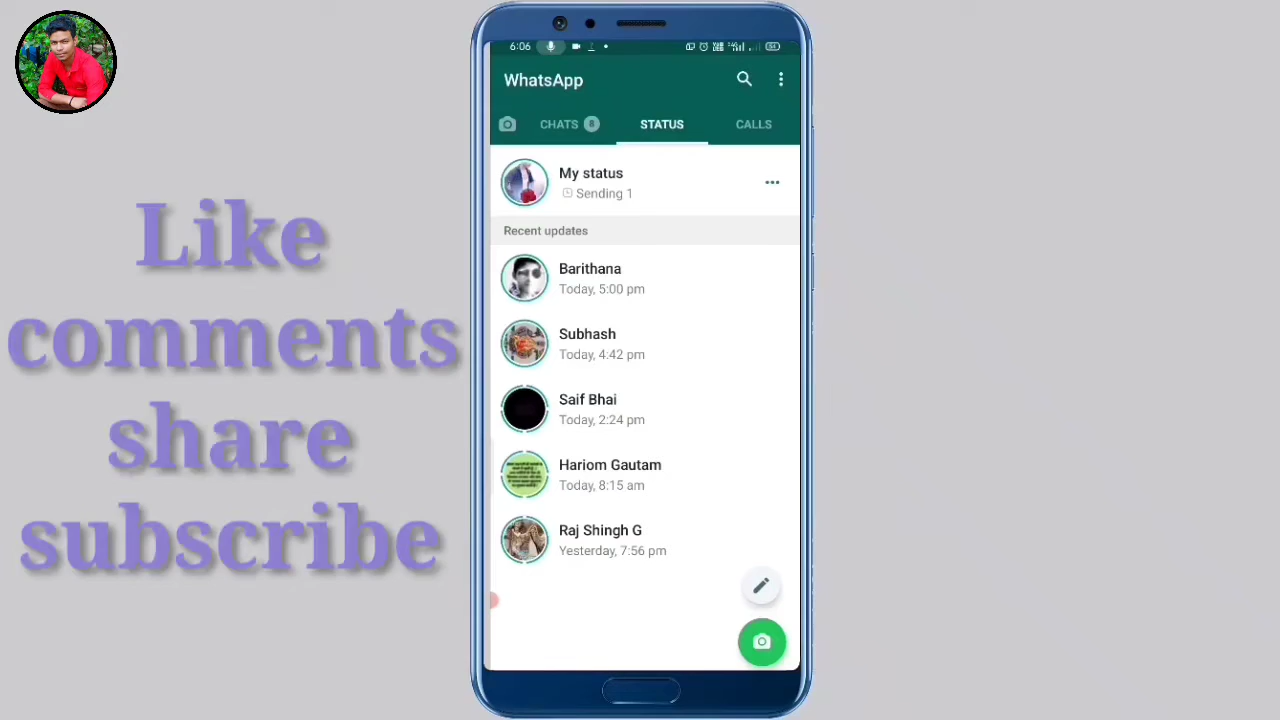 Like
comments
share
subscribe
6:06
WhatsApp
CHATS 8 STATUS CALLS
My status
Sending 1
Recent updates
Barithana
Today, 5:00 pm
Subhash
Today, 4:42 pm
Saif Bhai
Today, 2:24 pm
Hariom Gautam
Today, 8:15 am
Raj Shingh G
Yesterday, 7:56 pm